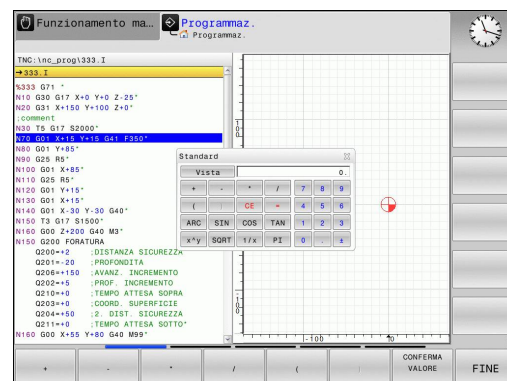 Funzionamento ma...
Programmaz.
Programmaz.
TNC:\nc_prog\333.I
→333.I
%333 G71 *
N10 G30 G17 X+0 Y+0 Z-25*
N20 G31 X+150 Y+100 Z+0*
;comment
N30 T5 G17 S2000*
N70 G01 X+15 Y+15 G41 F350*
N80 G01 Y+85*
N90 G25 R5*
N100 G01 X+85*
N110 G25 R5*
N120 G01 Y+15*
N130 G01 X+15*
N140 G01 X-30 Y-30 G40*
N150 T3 G17 S1500*
N160 G00 Z+200 G40 M3*
N150 G200 FORATURA
Q200=+2 ;DISTANZA SICUREZZA
Q201=-20 ;PROFONDITA
Q206=+150 ;AVANZ. INCREMENTO
Q202=+5 ;PROF. INCREMENTO
Q210=+0 ;TEMPO ATTESA SOPRA
Q203=+0 ;COORD. SUPERFICIE
Q204=+50 ;2. DIST. SICUREZZA
Q211=+0 ;TEMPO ATTESA SOTTO*
N160 G00 X+55 Y+80 G40 M99*
Standard
Vista 0.
+ - * / 7 8 9
( ) CE = 4 5 6
ARC SIN COS TAN 1 2 3
x^y SQRT 1/x PI 0 . ±
-100
+ - * / ( ) CONFERMA VALORE FINE